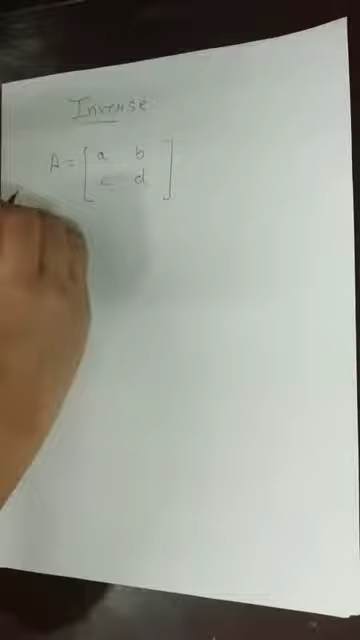 Inverse
A = [ a b
c d ]